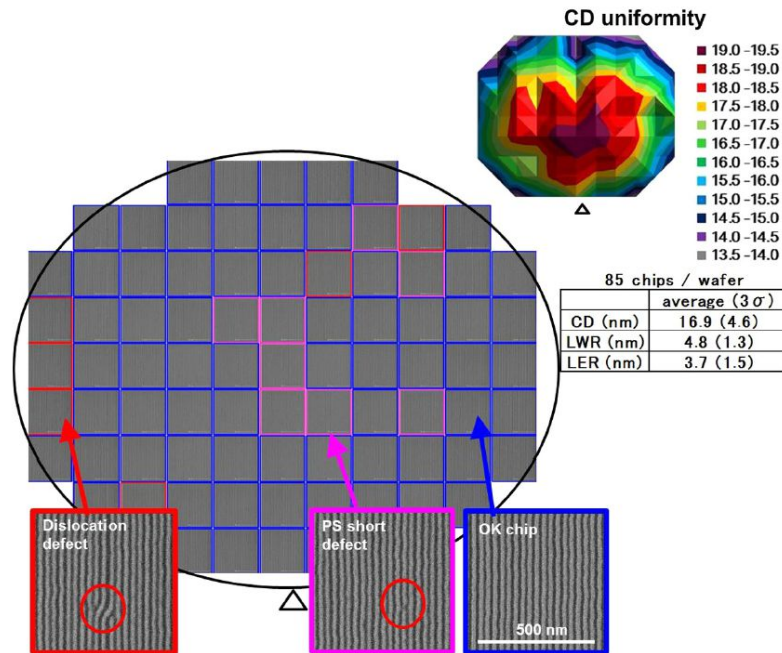 CD uniformity
19.0 -19.5
18.5 -19.0
18.0 -18.5
17.5 -18.0
17.0 -17.5
16.5 -17.0
16.0 -16.5
15.5 -16.0
15.0 -15.5
14.5 -15.0
14.0 -14.5
13.5 -14.0
85 chips / wafer
average (3σ)
CD (nm) 16.9 (4.6)
LWR (nm) 4.8 (1.3)
LER (nm) 3.7 (1.5)
Dislocation
defect
PS short
defect
OK chip
500 nm